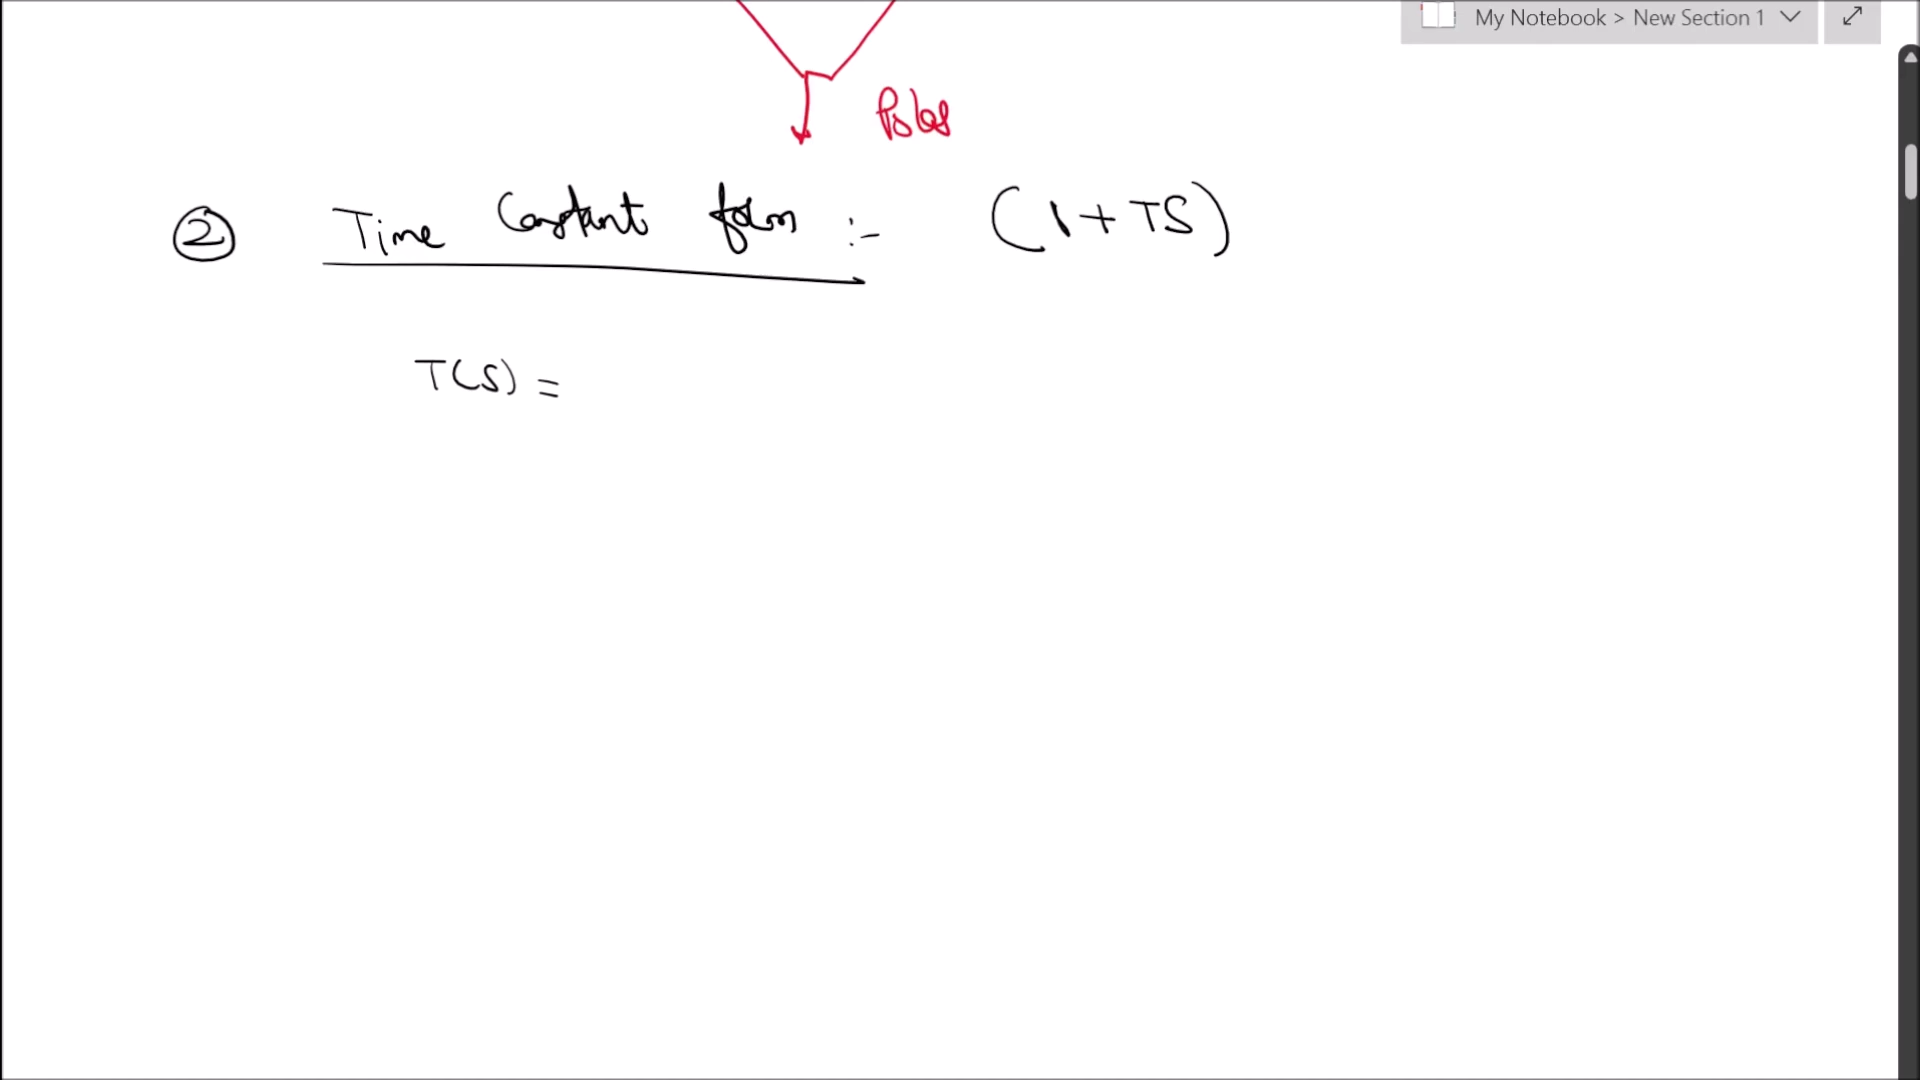 My Notebook > New Section 1
Poles
② Time Constant form :- (1+TS)
T(S) =